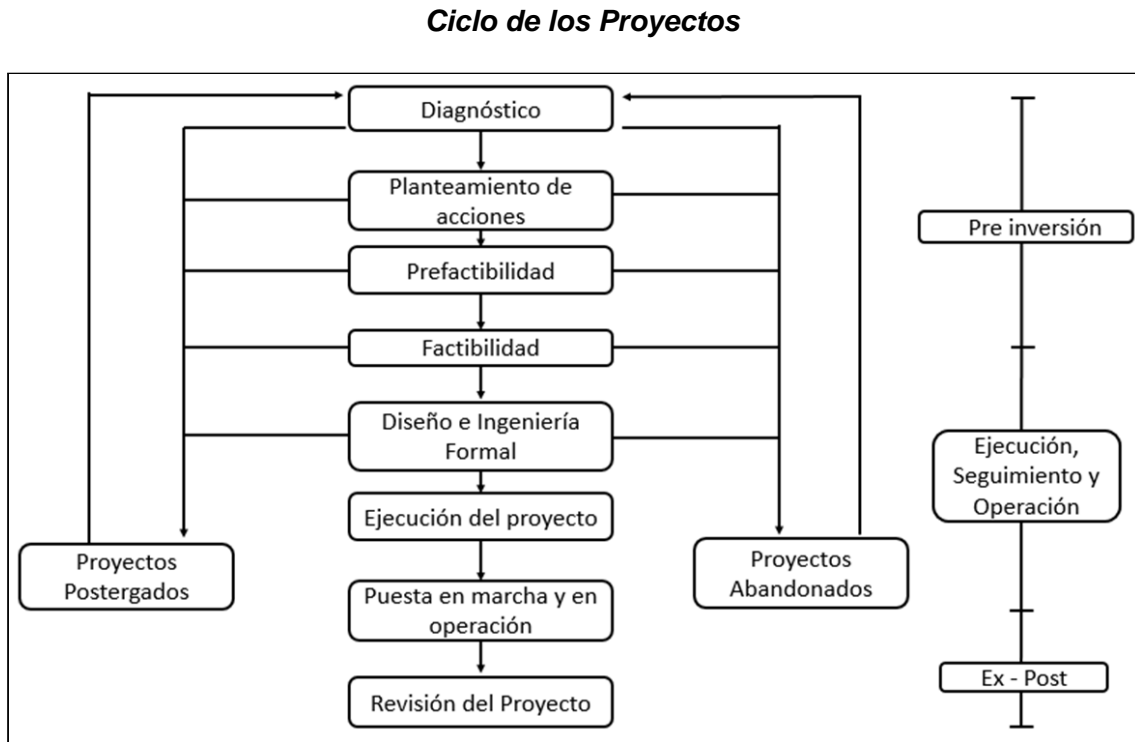 Ciclo de los Proyectos
Diagnóstico
Planteamiento de
acciones
Prefactibilidad
Factibilidad
Diseño e Ingeniería
Formal
Ejecución del proyecto
Puesta en marcha y en
operación
Revisión del Proyecto
Proyectos
Postergados
Proyectos
Abandonados
Pre inversión
Ejecución,
Seguimiento y
Operación
Ex - Post